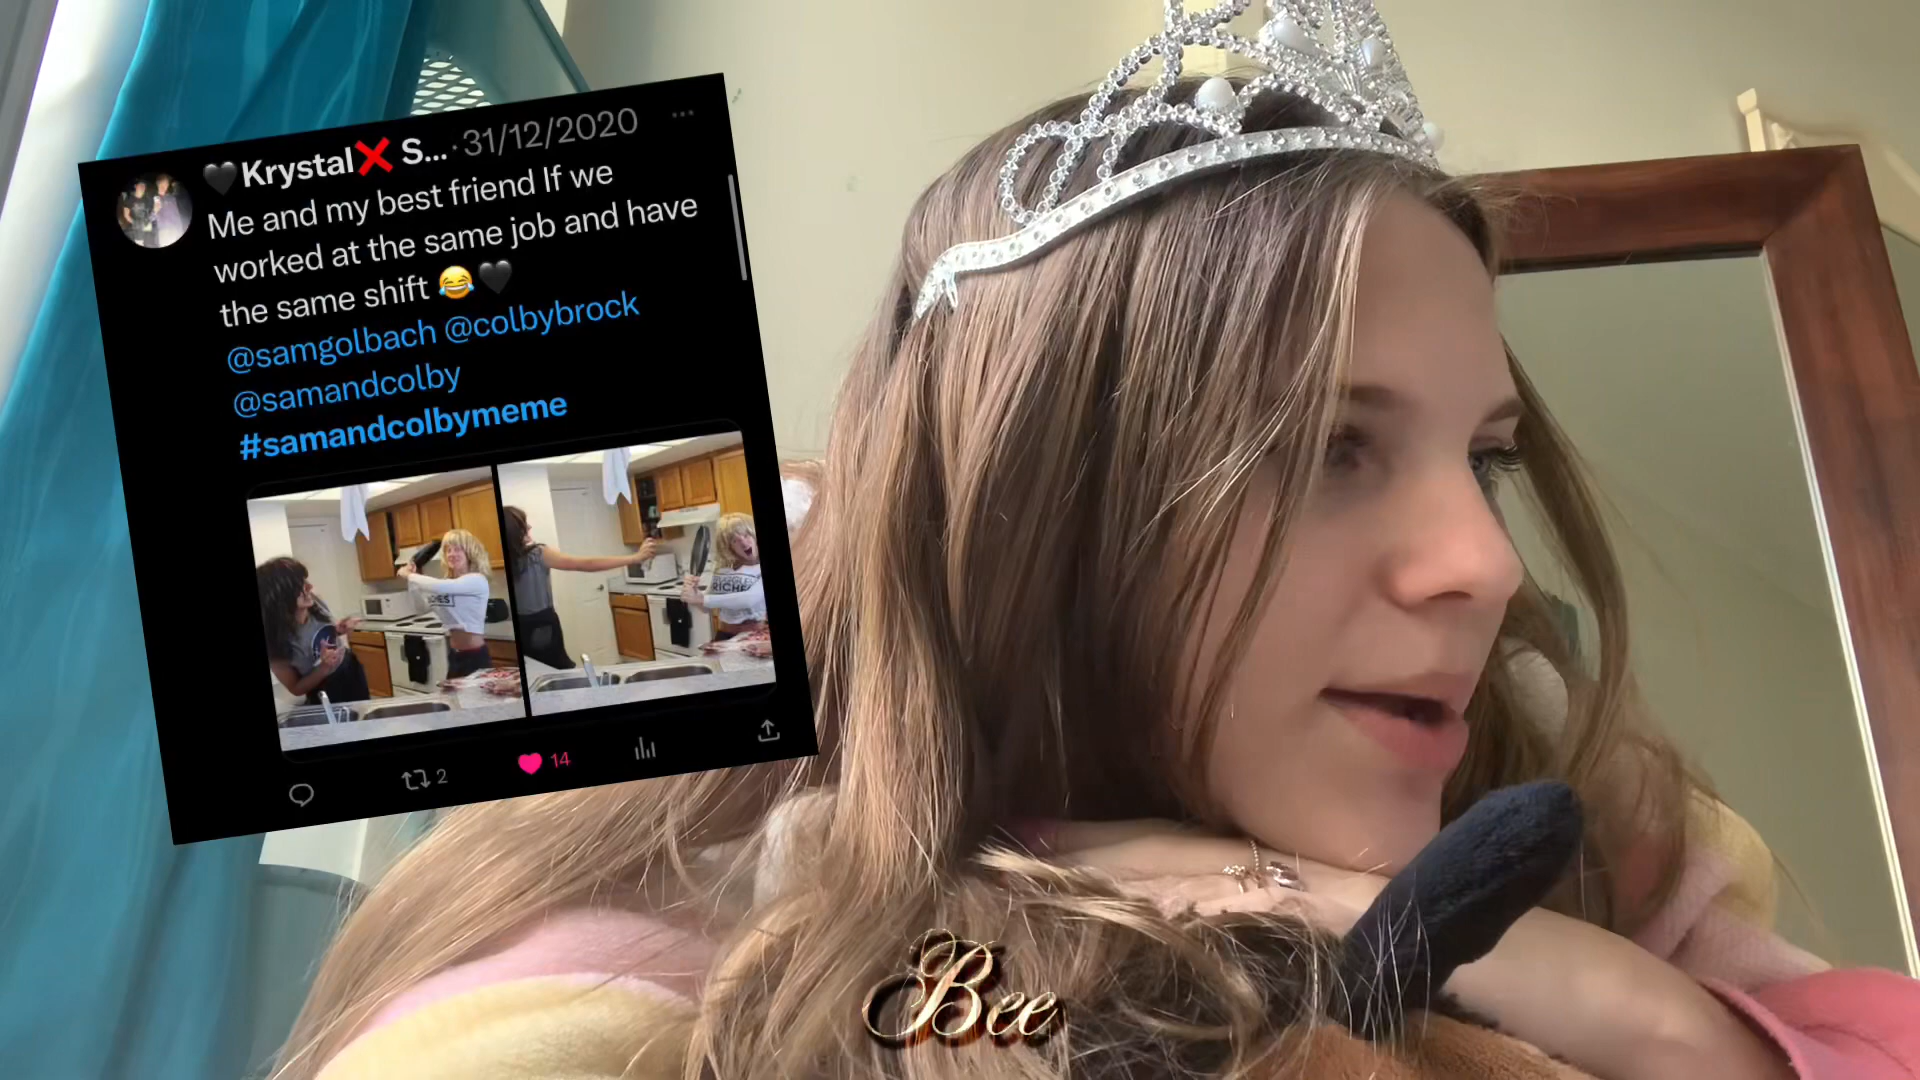 🖤Krystal❌ S... · 31/12/2020 ...
Me and my best friend If we
worked at the same job and have
the same shift 😂🖤
@samgolbach @colbybrock
@samandcolby
#samandcolbymeme
RICHES
2
14
Bee